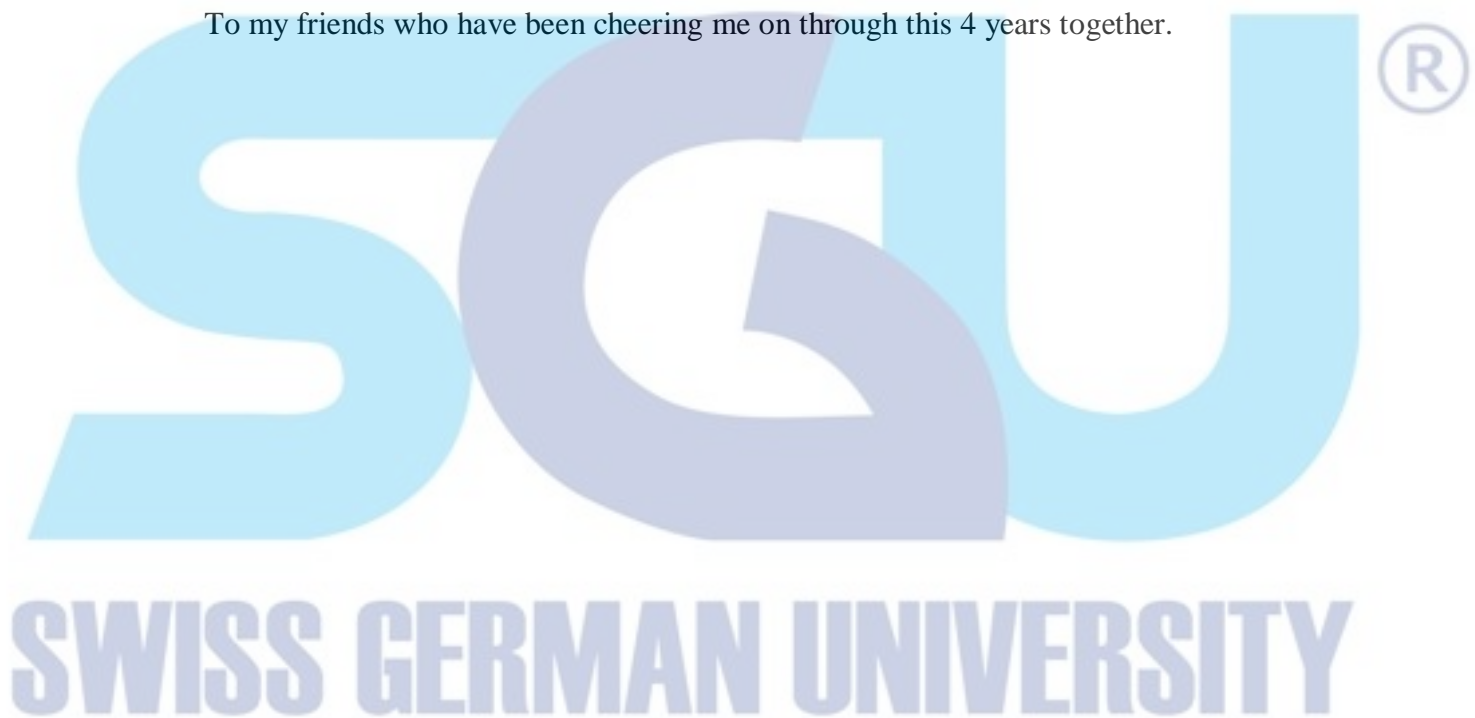 To my friends who have been cheering me on through this 4 years together.
SGU ®
SWISS GERMAN UNIVERSITY